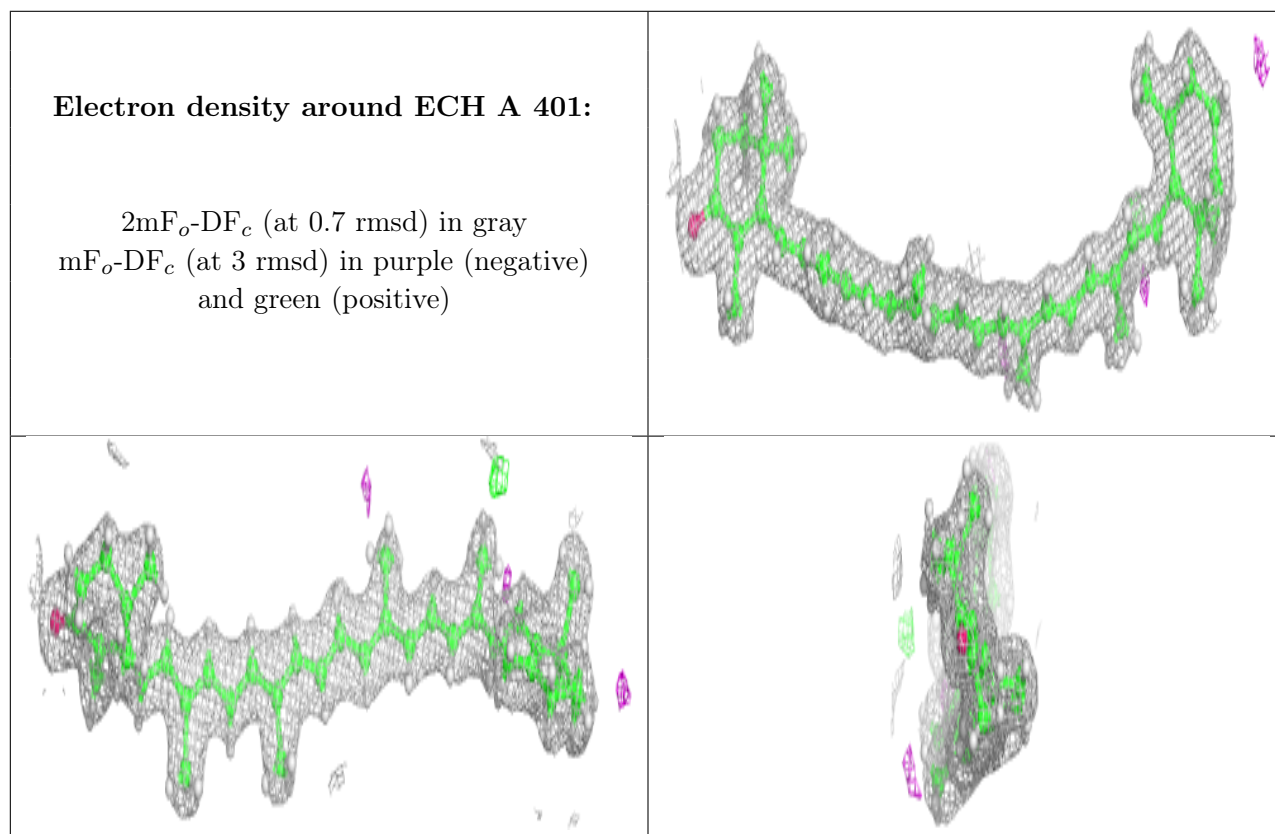 Electron density around ECH A 401:
2mFo-DFc (at 0.7 rmsd) in gray
mFo-DFc (at 3 rmsd) in purple (negative)
and green (positive)